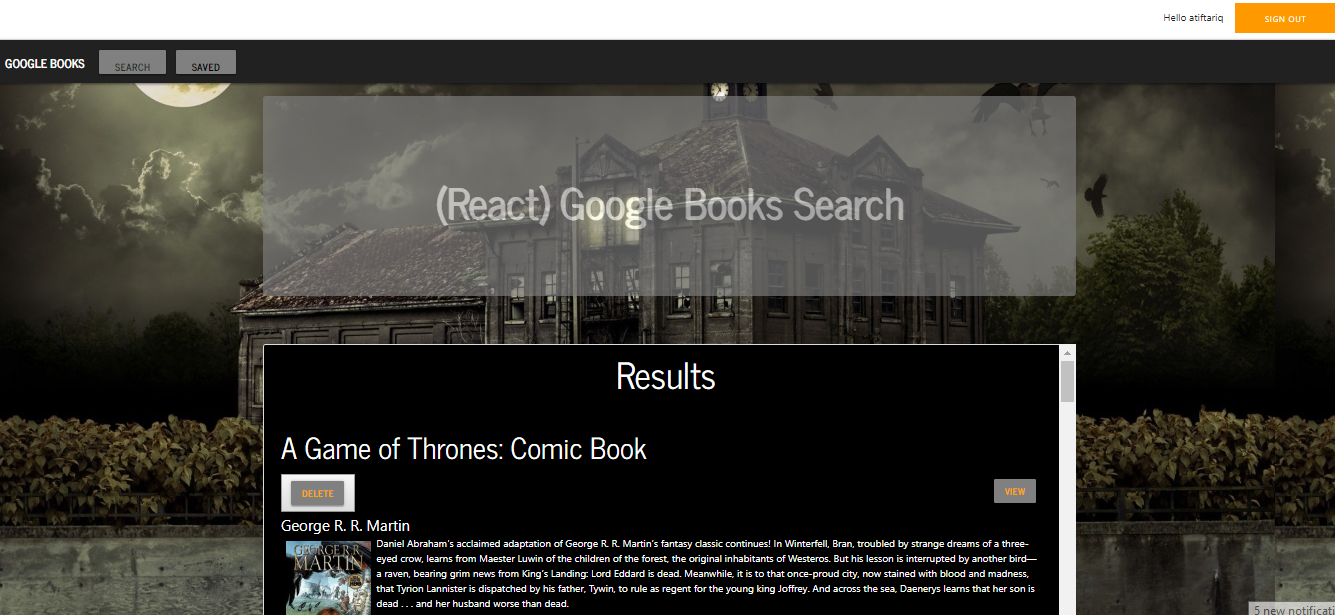 Hello atiftariq
SIGN OUT
GOOGLE BOOKS
SEARCH
SAVED
(React) Google Books Search
Results
A Game of Thrones: Comic Book
DELETE
VIEW
George R. R. Martin
GEORGE R.R.
MARTIN
Daniel Abraham's acclaimed adaptation of George R. R. Martin's fantasy classic continues! In Winterfell, Bran, troubled by strange dreams of a three-
eyed crow, learns from Maester Luwin of the children of the forest, the original inhabitants of Westeros. But his lesson is interrupted by another bird—
a raven, bearing grim news from King's Landing: Lord Eddard is dead. Meanwhile, it is to that once-proud city, now stained with blood and madness,
that Tyrion Lannister is dispatched by his father, Tywin, to rule as regent for the young king Joffrey. And across the sea, Daenerys learns that her son is
dead . . . and her husband worse than dead.
5 new notificati